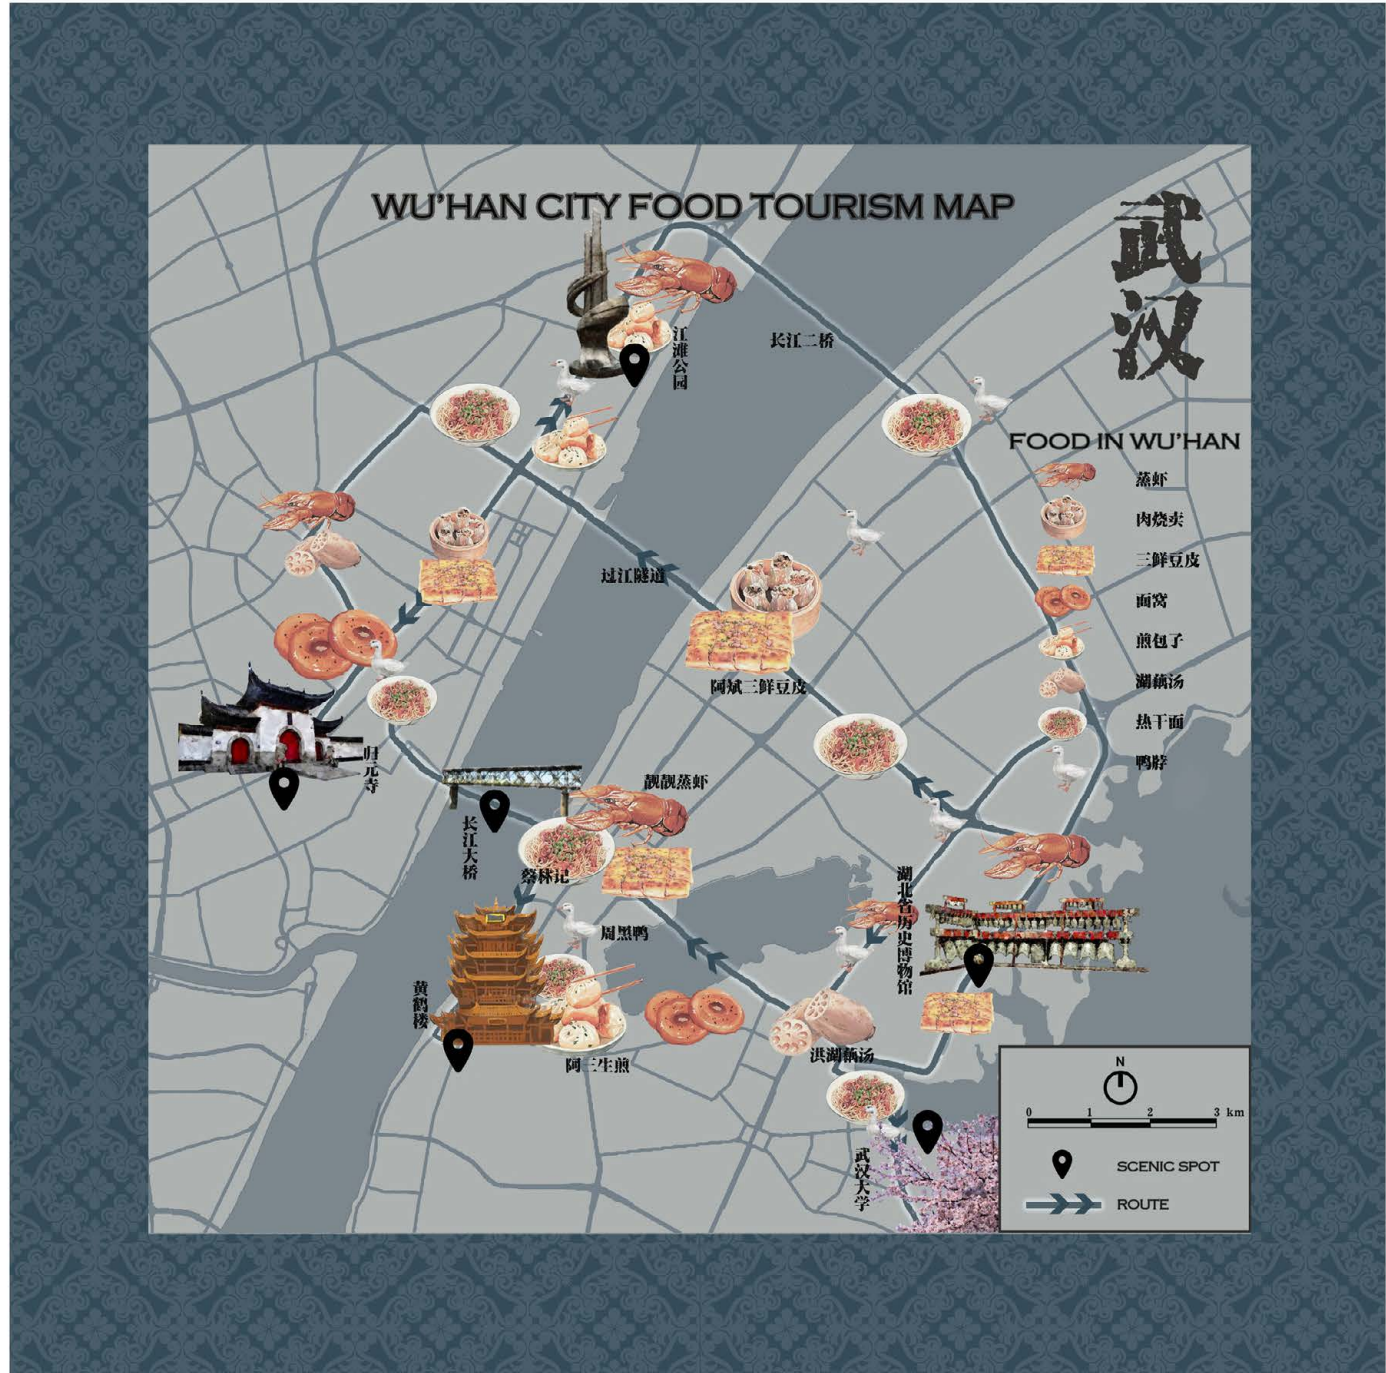 WU'HAN CITY FOOD TOURISM MAP
武汉
江滩公园
长江二桥
FOOD IN WU'HAN
蒸虾
肉烧卖
三鲜豆皮
面窝
煎包子
湖藕汤
热干面
鸭脖
过江隧道
阿斌三鲜豆皮
归元寺
靓靓蒸虾
长江大桥
蔡林记
湖北省历史博物馆
周黑鸭
黄鹤楼
阿三生煎
洪湖藕汤
武汉大学
N
0 1 2 3 km
SCENIC SPOT
ROUTE